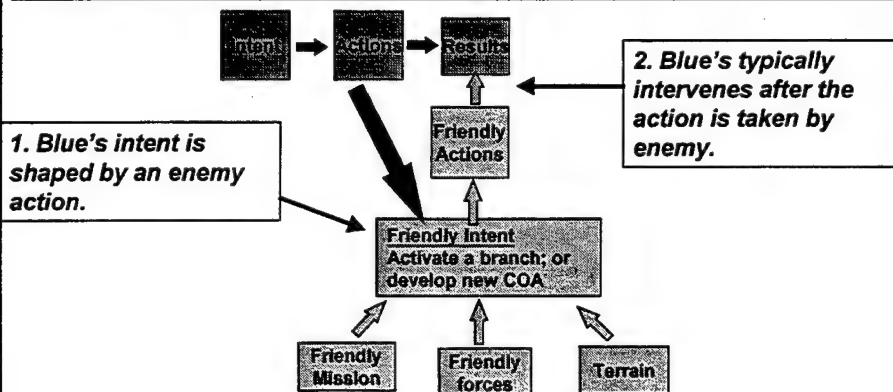 Intent
Actions
Results
2. Blue's typically
intervenes after the
action is taken by
enemy.
1. Blue's intent is
shaped by an enemy
action.
Friendly
Actions
Friendly Intent
Activate a branch; or
develop new COA
Friendly
Mission
Friendly
forces
Terrain